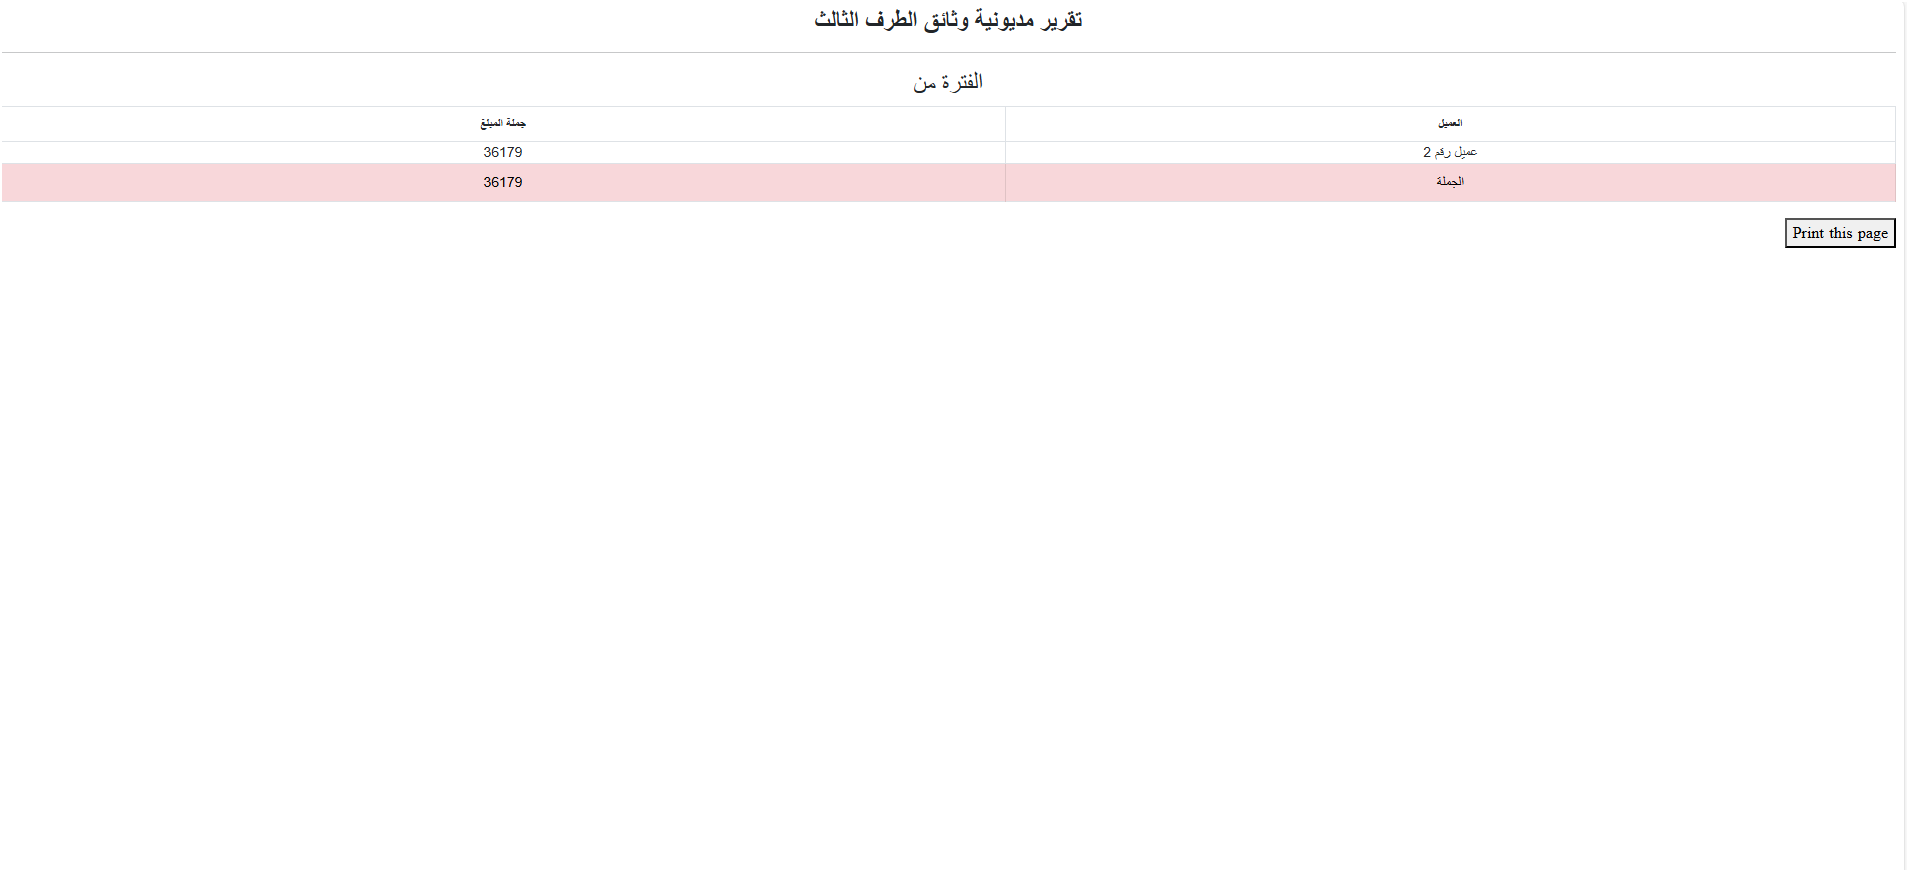 تقرير مديونية وثائق الطرف الثالث
الفترة من
العميل جملة المبلغ
عميل رقم 2 36179
الجملة 36179
Print this page